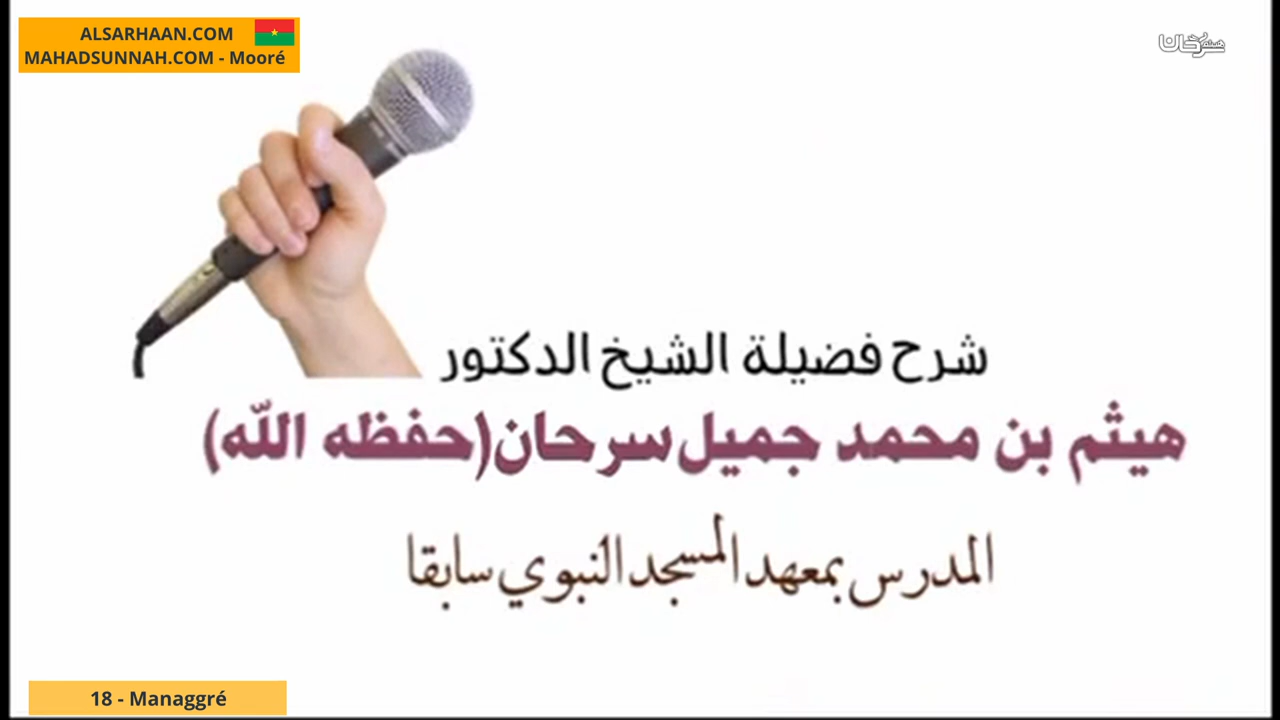 ALSARHAAN.COM
MAHADSUNNAH.COM - Mooré
سرحان
شرح فضيلة الشيخ الدكتور
هيثم بن محمد جميل سرحان (حفظه الله)
المدرس بمعهد المسجد النبوي سابقا
18 - Managgré